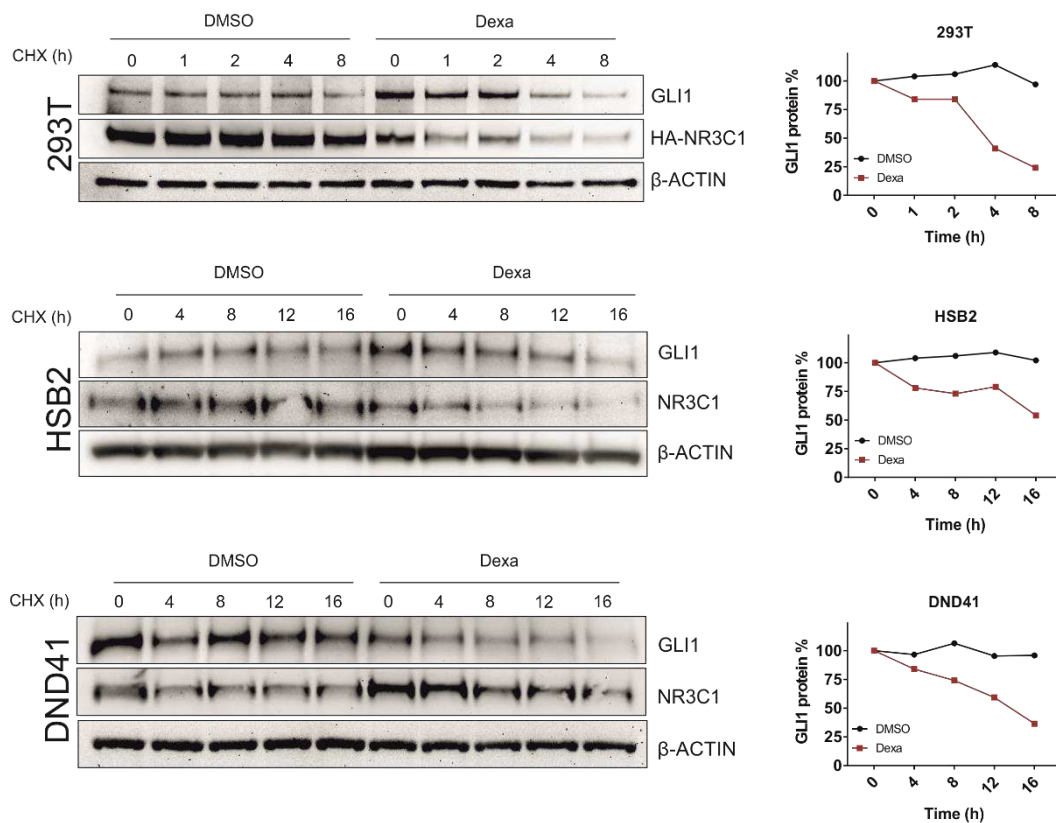 DMSO Dexa
CHX (h) 0 1 2 4 8 0 1 2 4 8
293T
GLI1
HA-NR3C1
β-ACTIN
293T
GLI1 protein %
100
75
50
25
0
DMSO
Dexa
0 1 2 4 8
Time (h)
DMSO Dexa
CHX (h) 0 4 8 12 16 0 4 8 12 16
HSB2
GLI1
NR3C1
β-ACTIN
HSB2
GLI1 protein %
100
75
50
25
0
DMSO
Dexa
0 4 8 12 16
Time (h)
DMSO Dexa
CHX (h) 0 4 8 12 16 0 4 8 12 16
DND41
GLI1
NR3C1
β-ACTIN
DND41
GLI1 protein %
100
75
50
25
0
DMSO
Dexa
0 4 8 12 16
Time (h)